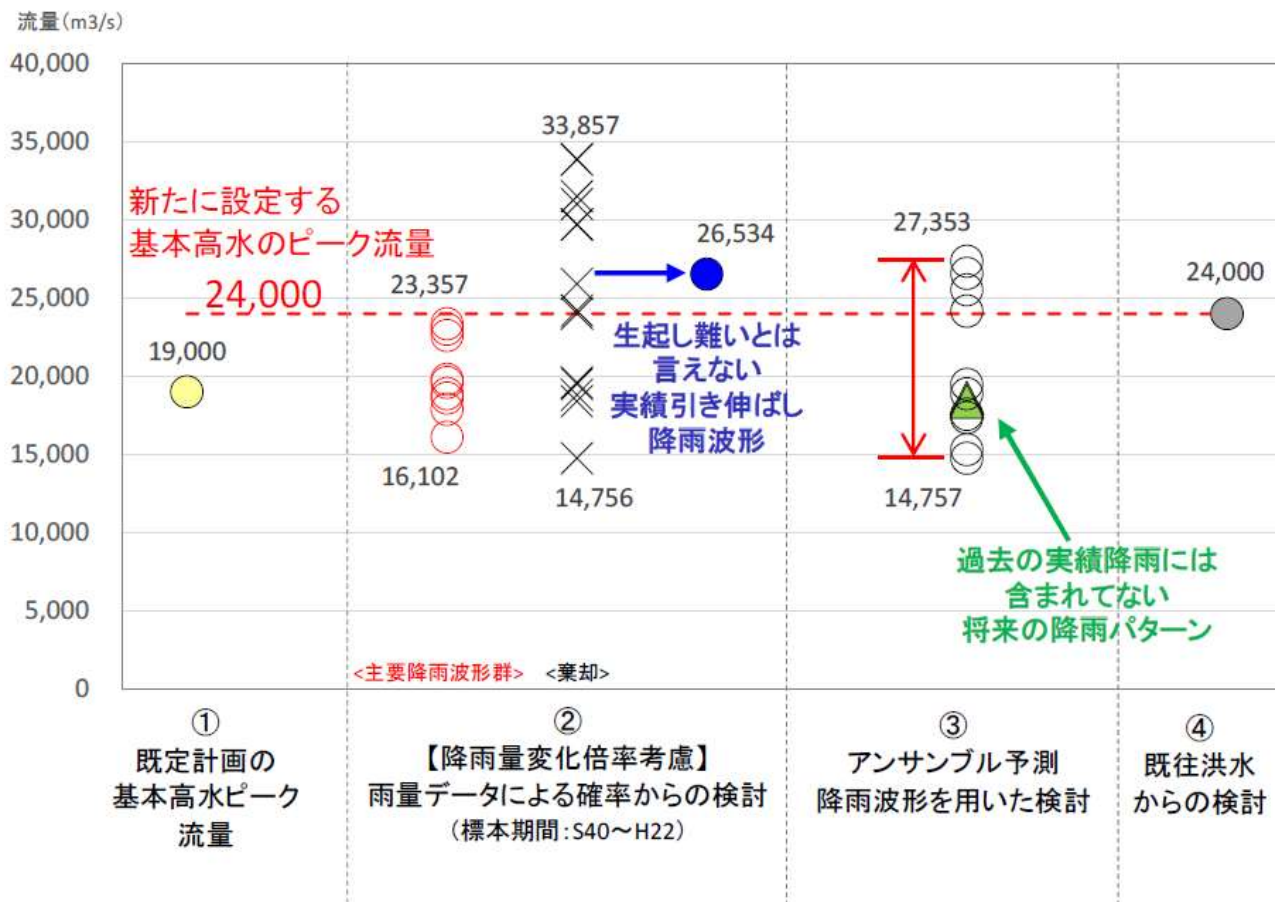 流量(m3/s)
40,000
35,000
30,000
25,000
20,000
15,000
10,000
5,000
0
新たに設定する
基本高水のピーク流量
24,000
19,000
23,357
16,102
33,857
14,756
26,534
生起し難いとは
言えない
実績引き伸ばし
降雨波形
27,353
14,757
過去の実績降雨には
含まれてない
将来の降雨パターン
24,000
<主要降雨波形群> <棄却>
①
既定計画の
基本高水ピーク
流量
②
【降雨量変化倍率考慮】
雨量データによる確率からの検討
(標本期間:S40～H22)
③
アンサンブル予測
降雨波形を用いた検討
④
既往洪水
からの検討